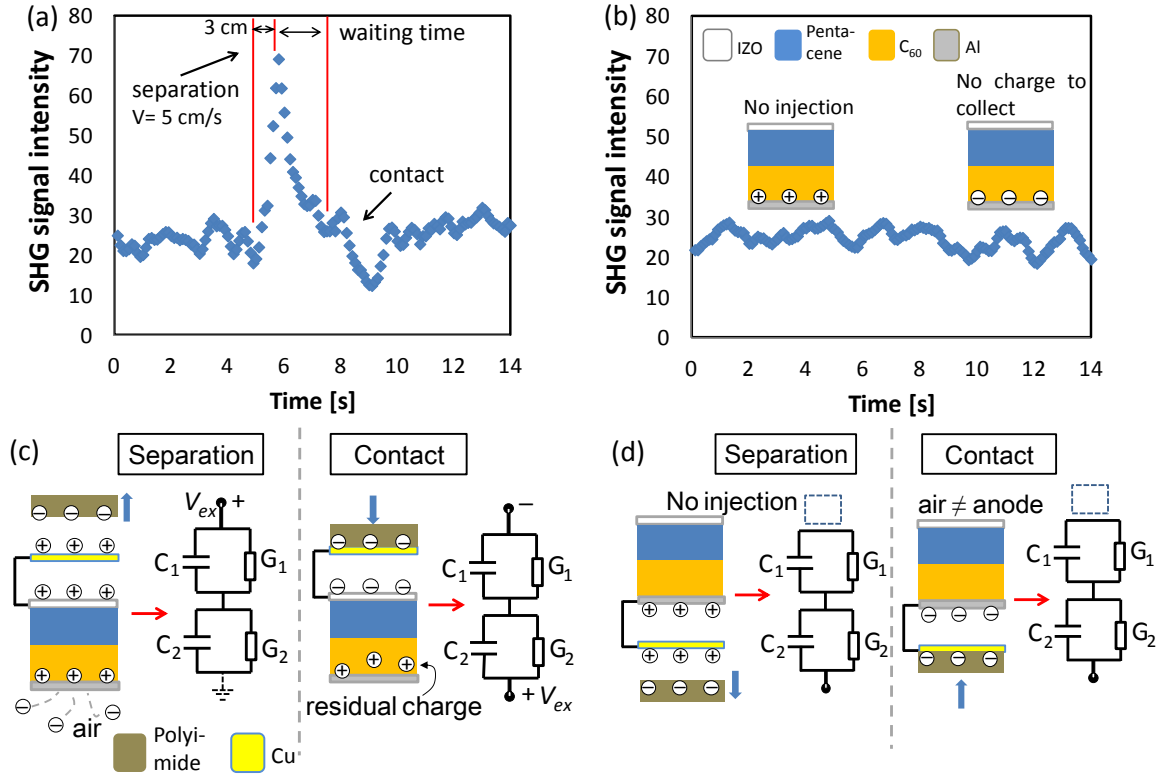 (a)
80
70
60
50
40
30
20
10
0
SHG signal intensity
3 cm
waiting time
separation
V= 5 cm/s
contact
0 2 4 6 8 10 12 14
Time [s]
(b)
80
70
60
50
40
30
20
10
0
SHG signal intensity
IZO
Penta-
cene
C₆₀
Al
No injection
No charge to
collect
+ + +
− − −
0 2 4 6 8 10 12 14
Time [s]
(c)
Separation
− − −
+ + +
+ + +
+ + +
− − −
air
Vex +
C₁ G₁
C₂ G₂
Polyi-
mide
Cu
Contact
− − −
− − −
+ + +
residual charge
−
C₁ G₁
C₂ G₂
+ Vex
(d)
Separation
No injection
+ + +
+ + +
− − −
C₁ G₁
C₂ G₂
Contact
air ≠ anode
− − −
− − −
C₁ G₁
C₂ G₂